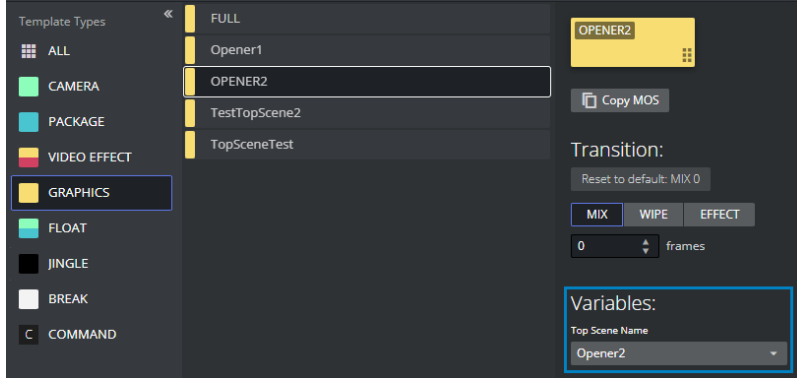 Template Types
ALL
CAMERA
PACKAGE
VIDEO EFFECT
GRAPHICS
FLOAT
JINGLE
BREAK
C COMMAND
FULL
Opener1
OPENER2
TestTopScene2
TopSceneTest
OPENER2
Copy MOS
Transition:
Reset to default: MIX 0
MIX WIPE EFFECT
0 frames
Variables:
Top Scene Name
Opener2